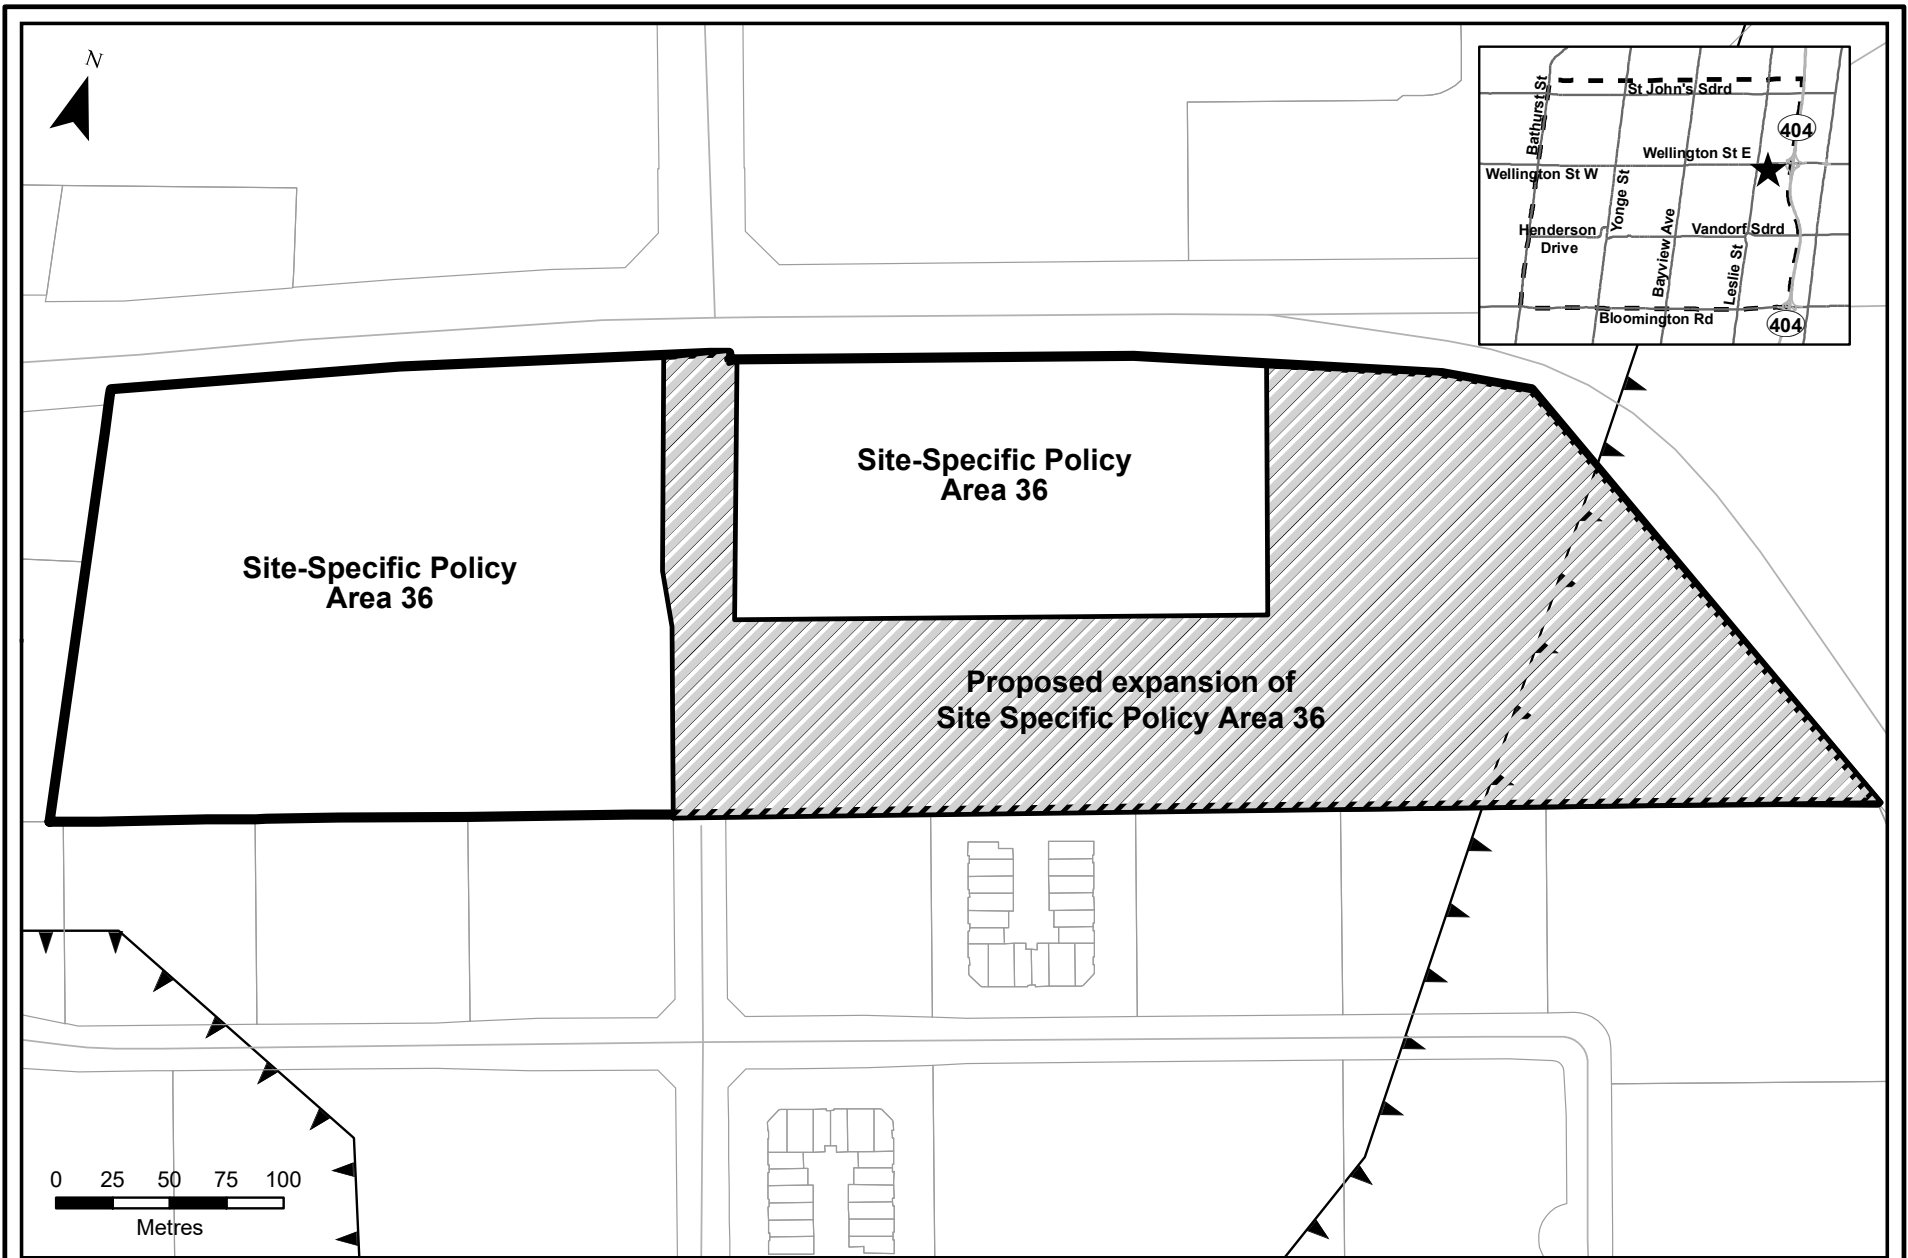 N
St John's Sdrd
Bathurst St
404
Wellington St E
Wellington St W
Yonge St
Henderson
Drive
Bayview Ave
Vandorf Sdrd
Leslie St
Bloomington Rd
404
Site-Specific Policy
Area 36
Site-Specific Policy
Area 36
Proposed expansion of
Site Specific Policy Area 36
0 25 50 75 100
Metres